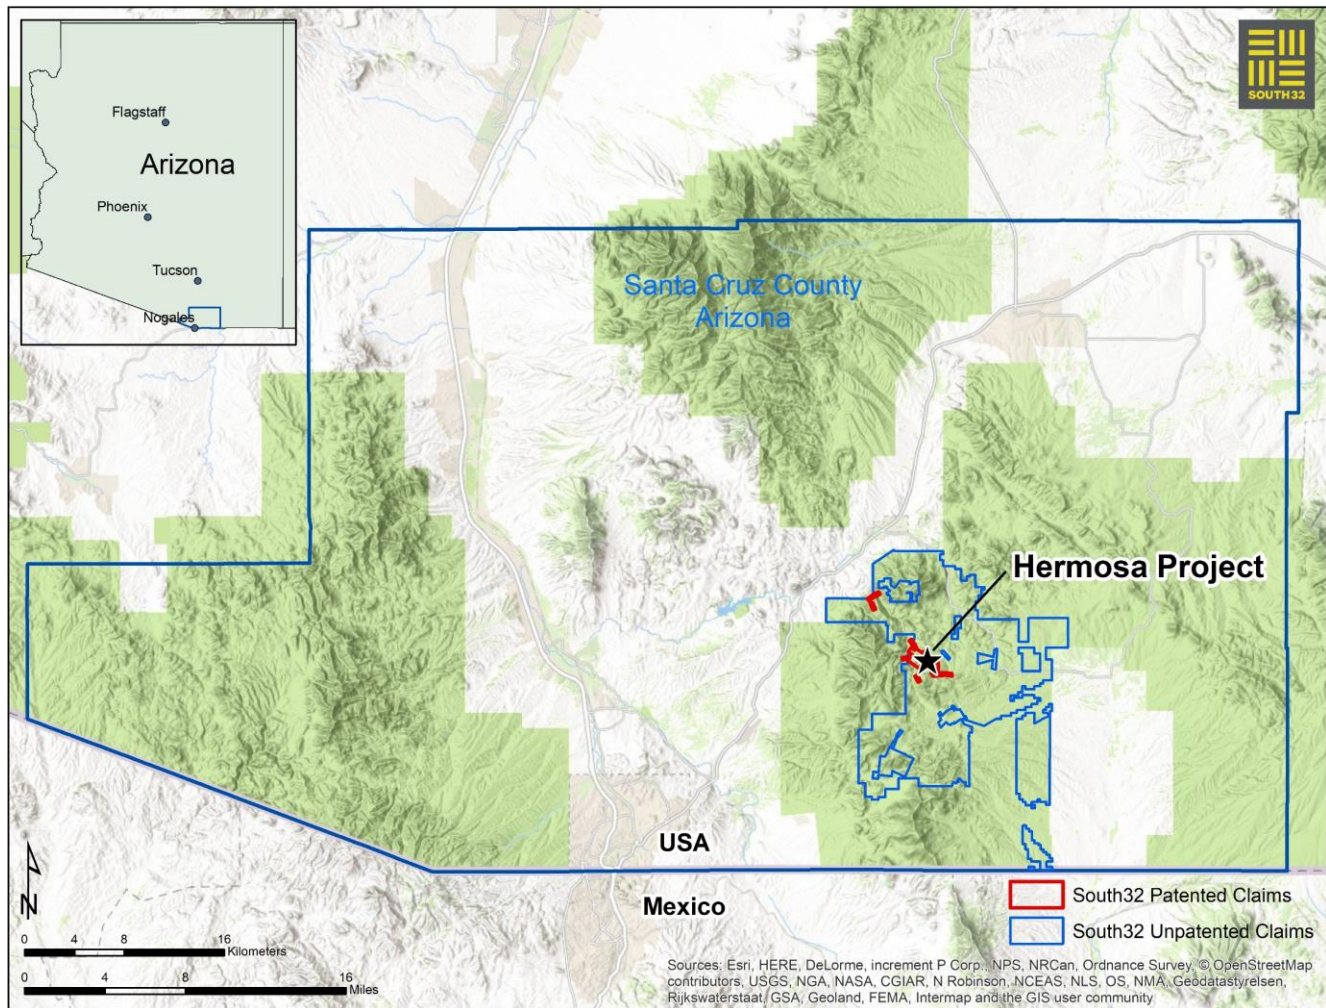 SOUTH32
Flagstaff
Arizona
Phoenix
Tucson
Nogales
Santa Cruz County
Arizona
Hermosa Project
USA
Mexico
N
South32 Patented Claims
South32 Unpatented Claims
0 4 8 16
Kilometers
0 4 8 16
Miles
Sources: Esri, HERE, DeLorme, increment P Corp., NPS, NRCan, Ordnance Survey, © OpenStreetMap
contributors, USGS, NGA, NASA, CGIAR, N Robinson, NCEAS, NLS, OS, NMA, Geodatastyrelsen,
Rijkswaterstaat, GSA, Geoland, FEMA, Intermap and the GIS user community